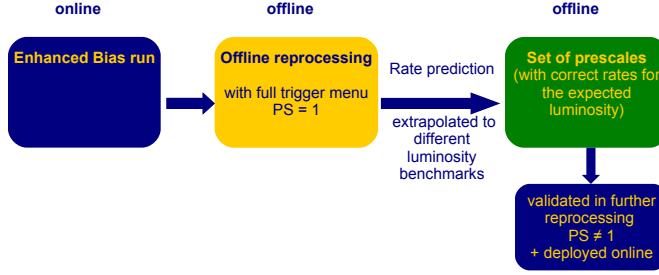 online
offline
offline
Enhanced Bias run
Offline reprocessing
with full trigger menu
PS = 1
Rate prediction
extrapolated to
different
luminosity
benchmarks
Set of prescales
(with correct rates for
the expected
luminosity)
validated in further
reprocessing
PS ≠ 1
+ deployed online